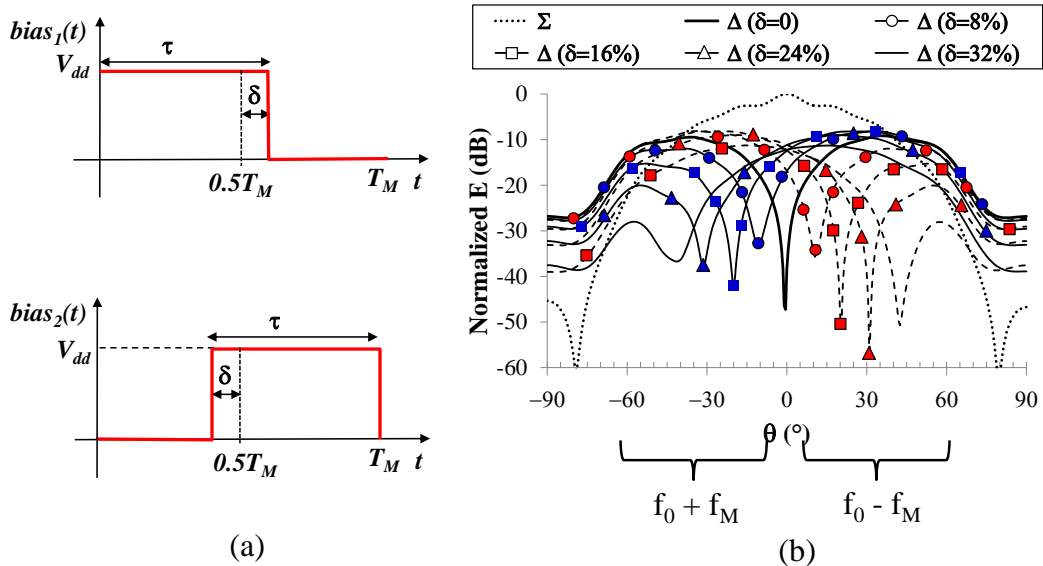 bias1(t)
Vdd
τ
δ
0.5TM
TM t
bias2(t)
Vdd
τ
δ
0.5TM
TM t
(a)
Σ
Δ (δ=0)
Δ (δ=8%)
Δ (δ=16%)
Δ (δ=24%)
Δ (δ=32%)
Normalized E (dB)
0
-10
-20
-30
-40
-50
-60
−90
−60
−30
0
30
60
90
θ (°)
f0 + fM
f0 - fM
(b)